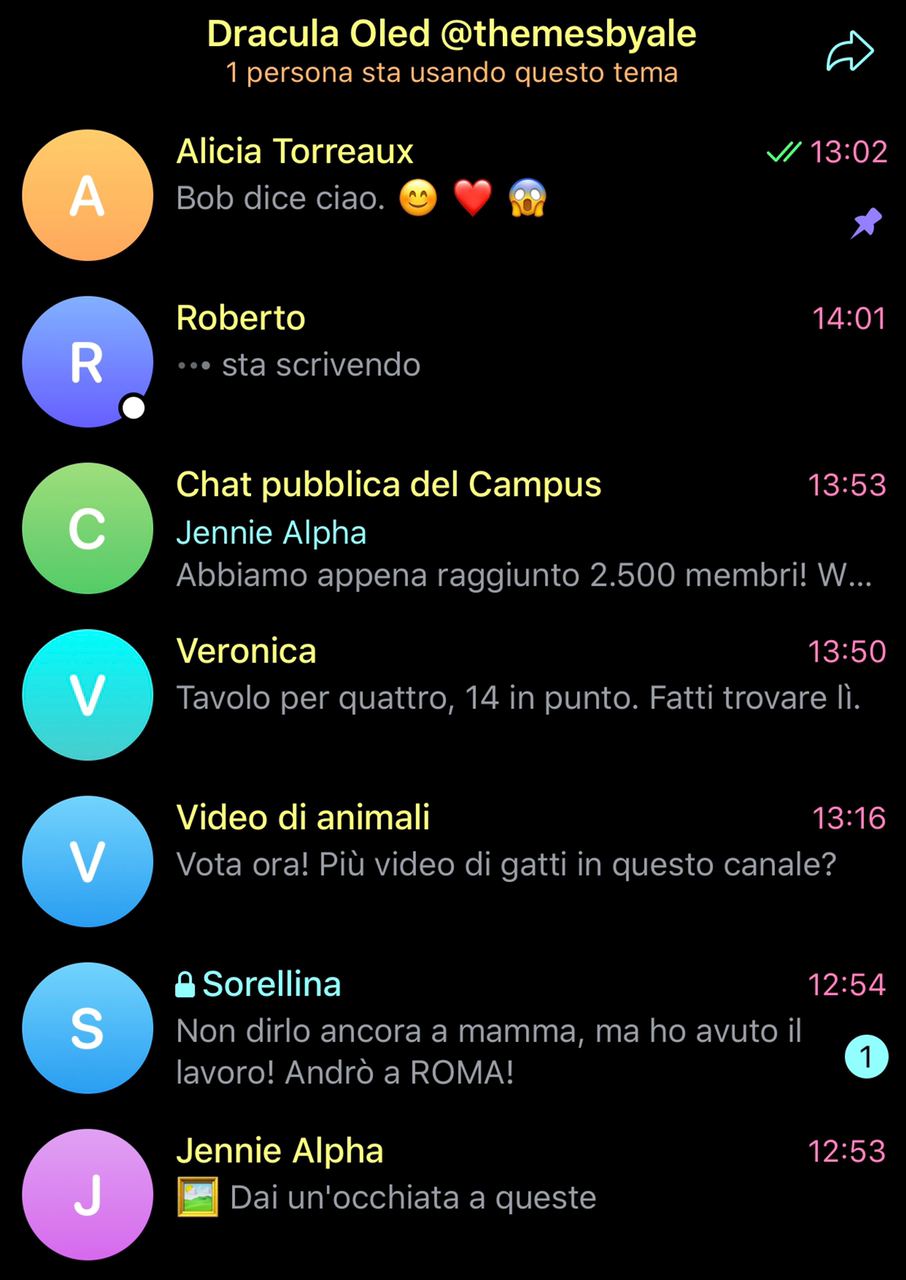 Dracula Oled @themesbyale
1 persona sta usando questo tema
A
Alicia Torreaux 13:02
Bob dice ciao. 😊 ❤️ 😱
R
Roberto 14:01
••• sta scrivendo
C
Chat pubblica del Campus 13:53
Jennie Alpha
Abbiamo appena raggiunto 2.500 membri! W...
V
Veronica 13:50
Tavolo per quattro, 14 in punto. Fatti trovare lì.
V
Video di animali 13:16
Vota ora! Più video di gatti in questo canale?
S
Sorellina 12:54
Non dirlo ancora a mamma, ma ho avuto il
lavoro! Andrò a ROMA!
1
J
Jennie Alpha 12:53
🖼️ Dai un'occhiata a queste